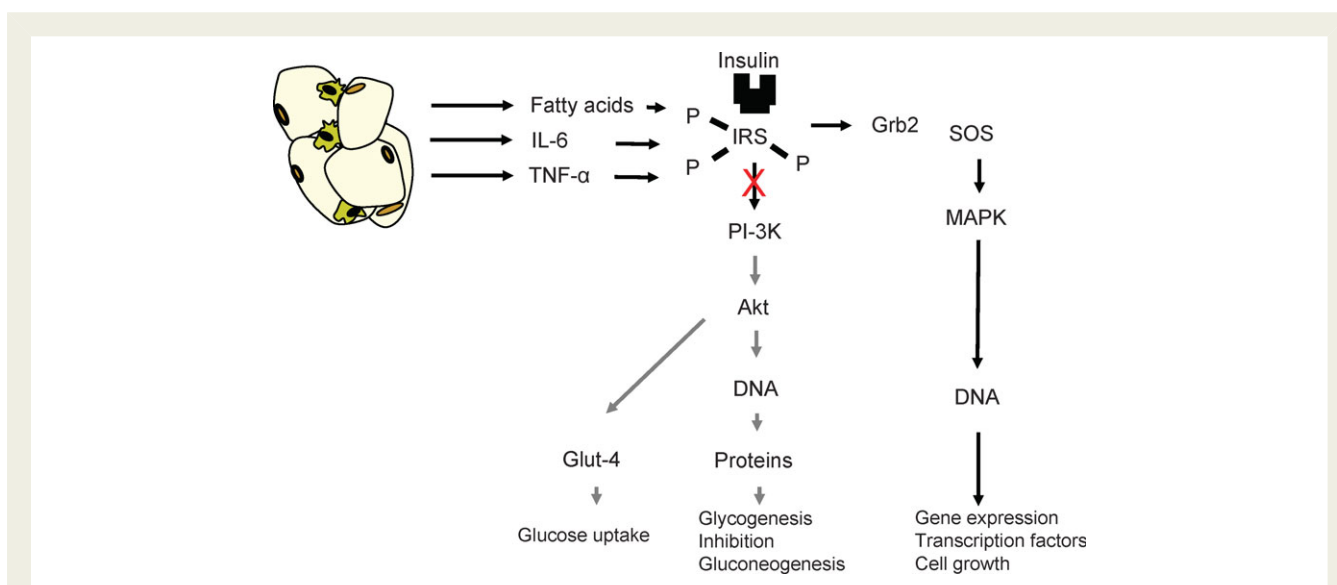 Insulin
Fatty acids
P
IRS
Grb2
SOS
IL-6
P
P
TNF-α
X
MAPK
PI-3K
Akt
DNA
DNA
Glut-4
Proteins
Glucose uptake
Glycogenesis
Inhibition
Gluconeogenesis
Gene expression
Transcription factors
Cell growth